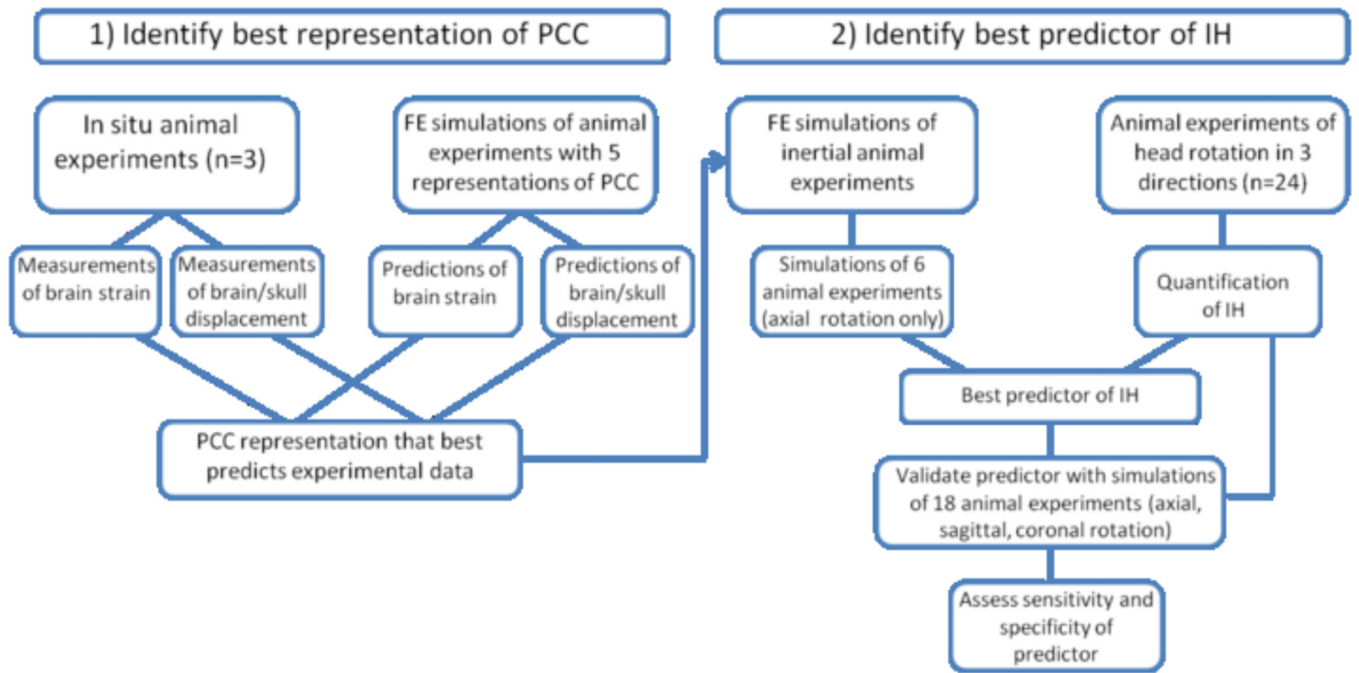 1) Identify best representation of PCC
2) Identify best predictor of IH
In situ animal
experiments (n=3)
FE simulations of animal
experiments with 5
representations of PCC
FE simulations of
inertial animal
experiments
Animal experiments of
head rotation in 3
directions (n=24)
Measurements
of brain strain
Measurements
of brain/skull
displacement
Predictions of
brain strain
Predictions of
brain/skull
displacement
Simulations of 6
animal experiments
(axial rotation only)
Quantification
of IH
Best predictor of IH
PCC representation that best
predicts experimental data
Validate predictor with simulations
of 18 animal experiments (axial,
sagittal, coronal rotation)
Assess sensitivity and
specificity of
predictor